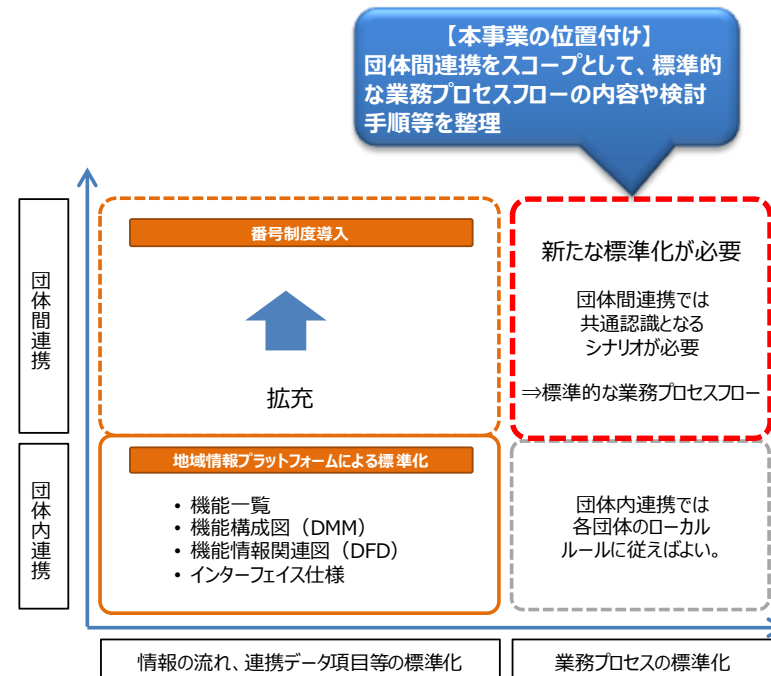 【本事業の位置付け】
団体間連携をスコープとして、標準的
な業務プロセスフローの内容や検討
手順等を整理
団体間連携
番号制度導入
拡充
新たな標準化が必要
団体間連携では
共通認識となる
シナリオが必要
⇒標準的な業務プロセスフロー
団体内連携
地域情報プラットフォームによる標準化
• 機能一覧
• 機能構成図（DMM）
• 機能情報関連図（DFD）
• インターフェイス仕様
団体内連携では
各団体のローカル
ルールに従えばよい。
情報の流れ、連携データ項目等の標準化
業務プロセスの標準化